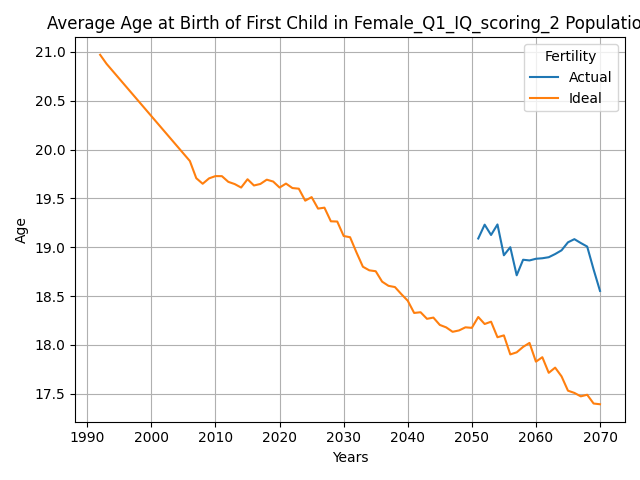 Average Age at Birth of First Child in Female_Q1_IQ_scoring_2 Populatio
Fertility
Actual
Ideal
21.0
20.5
20.0
19.5
19.0
18.5
18.0
17.5
Age
1990 2000 2010 2020 2030 2040 2050 2060 2070
Years